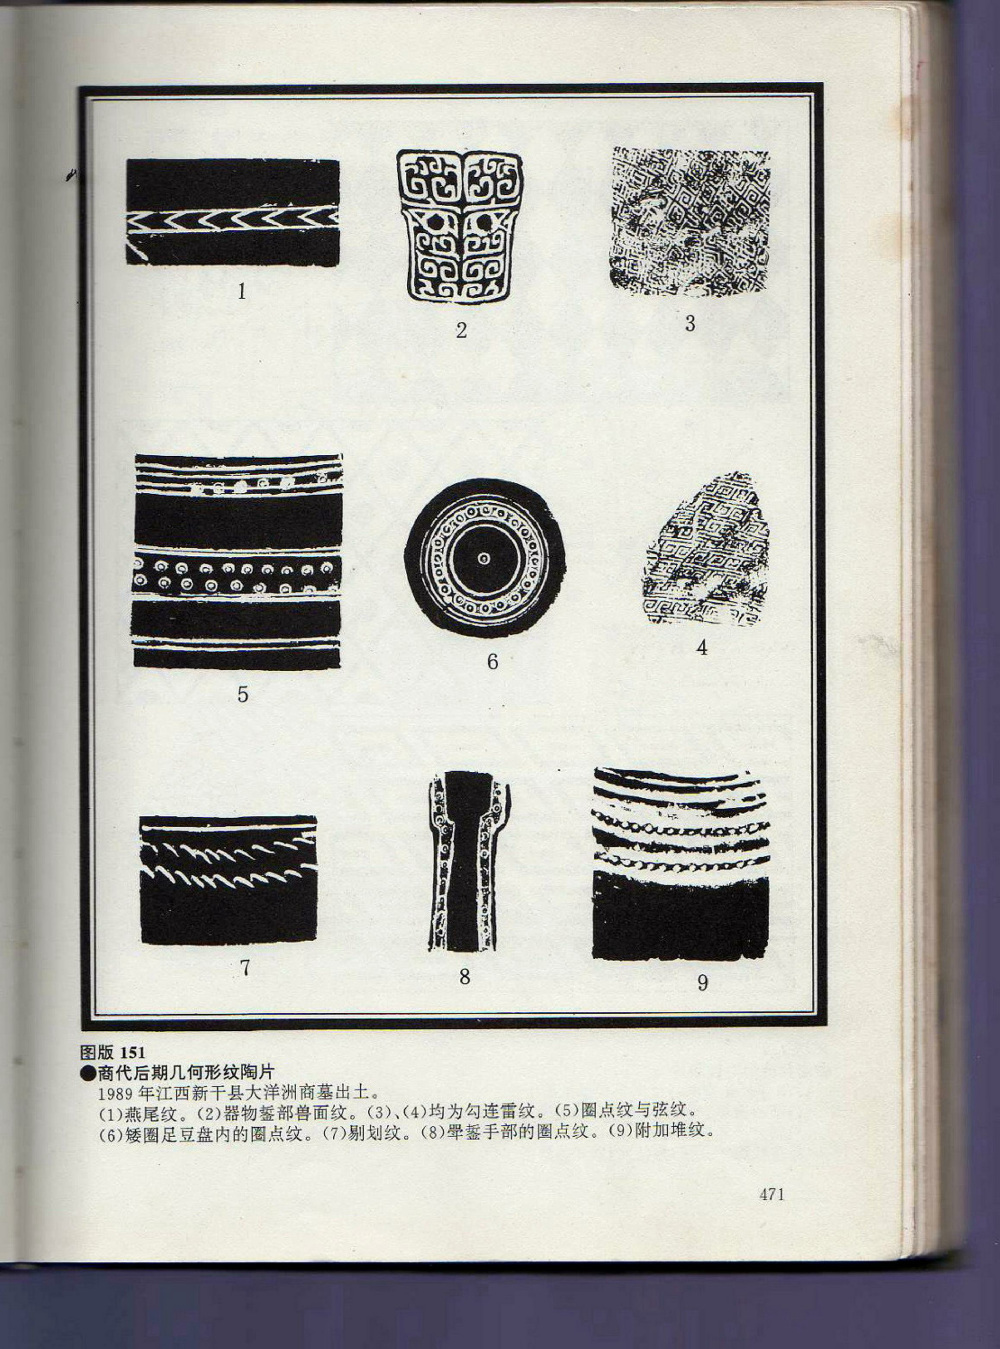 1
2
3
5
6
4
7
8
9
图版 151
●商代后期几何形纹陶片
1989 年江西新干县大洋洲商墓出土。
(1)燕尾纹。(2)器物錾部兽面纹。(3)、(4)均为勾连雷纹。(5)圈点纹与弦纹。
(6)矮圈足豆盘内的圈点纹。(7)剔划纹。(8)斝錾手部的圈点纹。(9)附加堆纹。
471